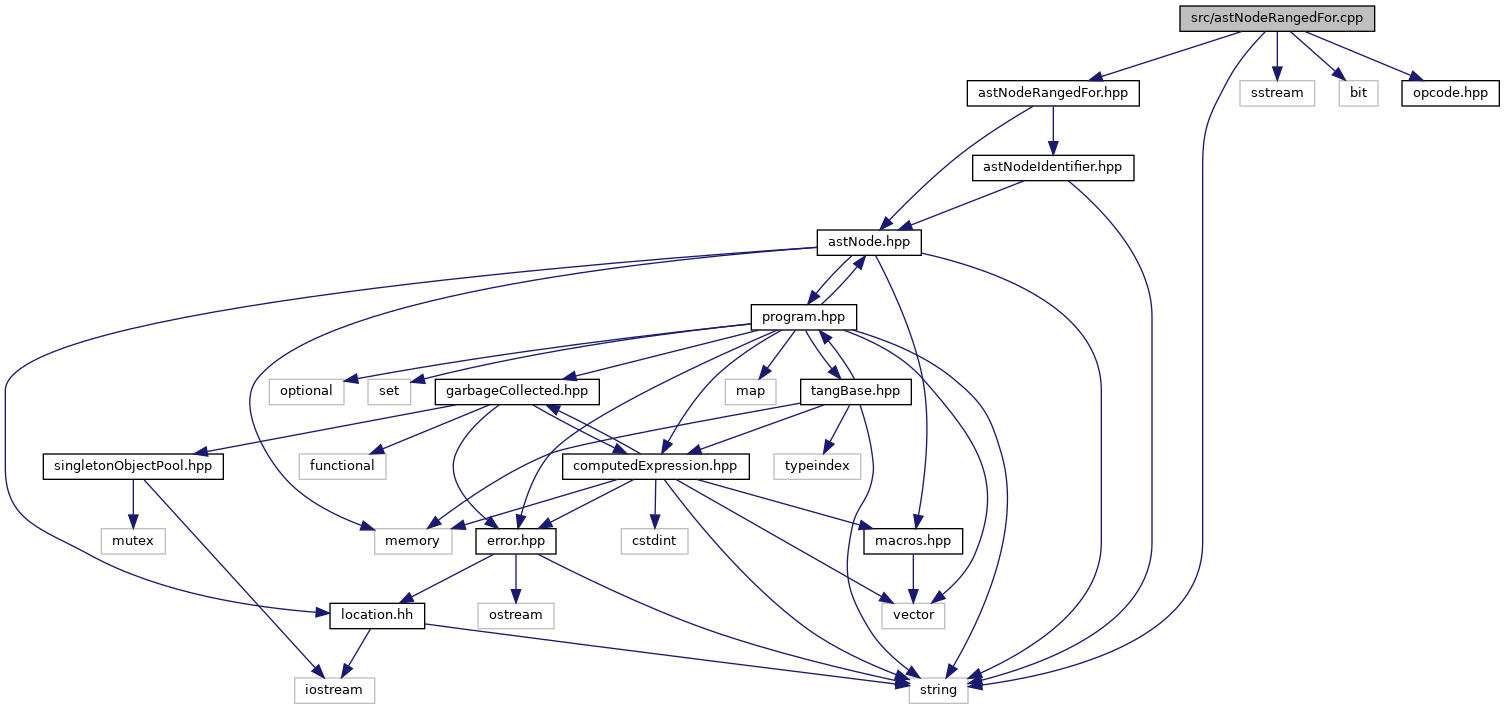 src/astNodeRangedFor.cpp
astNodeRangedFor.hpp
sstream
bit
opcode.hpp
astNodeIdentifier.hpp
astNode.hpp
program.hpp
optional
set
garbageCollected.hpp
map
tangBase.hpp
singletonObjectPool.hpp
functional
computedExpression.hpp
typeindex
mutex
memory
error.hpp
cstdint
macros.hpp
location.hh
ostream
vector
iostream
string